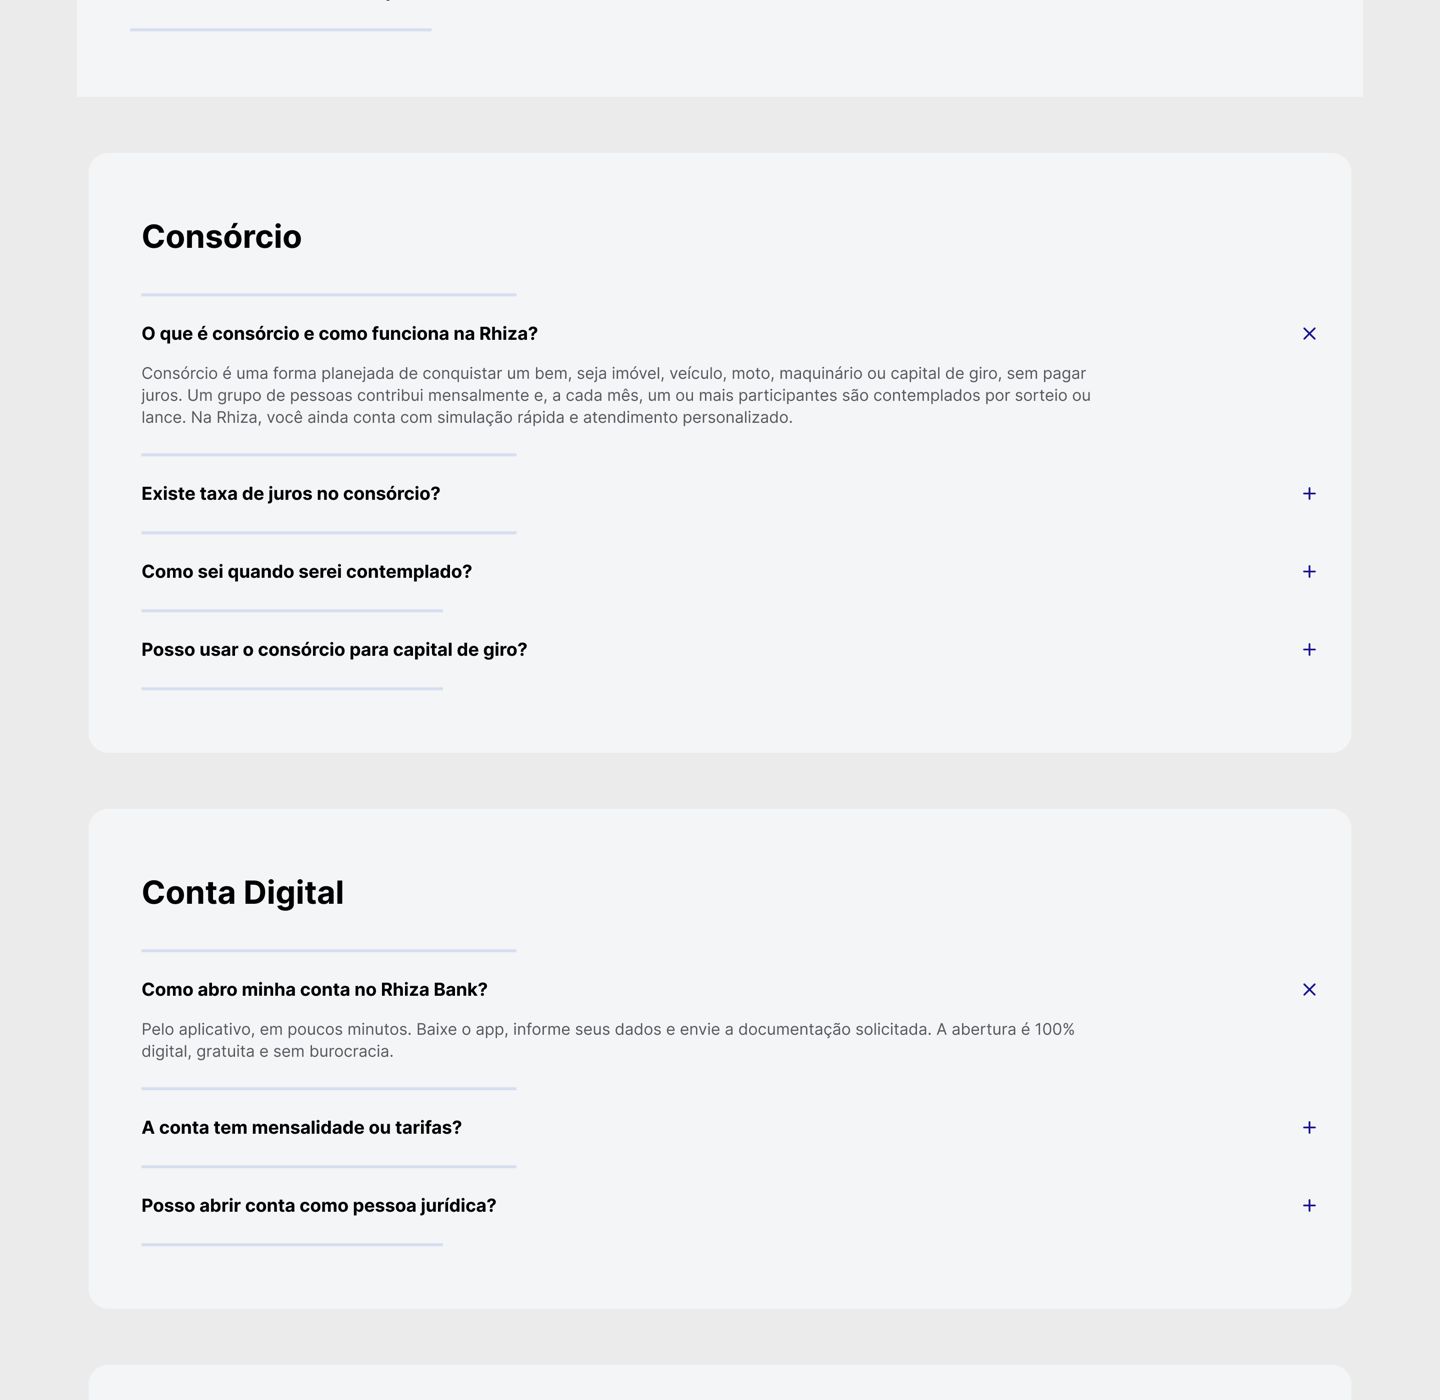 Consórcio
O que é consórcio e como funciona na Rhiza?
Consórcio é uma forma planejada de conquistar um bem, seja imóvel, veículo, moto, maquinário ou capital de giro, sem pagar
juros. Um grupo de pessoas contribui mensalmente e, a cada mês, um ou mais participantes são contemplados por sorteio ou
lance. Na Rhiza, você ainda conta com simulação rápida e atendimento personalizado.
Existe taxa de juros no consórcio?
Como sei quando serei contemplado?
Posso usar o consórcio para capital de giro?
Conta Digital
Como abro minha conta no Rhiza Bank?
Pelo aplicativo, em poucos minutos. Baixe o app, informe seus dados e envie a documentação solicitada. A abertura é 100%
digital, gratuita e sem burocracia.
A conta tem mensalidade ou tarifas?
Posso abrir conta como pessoa jurídica?